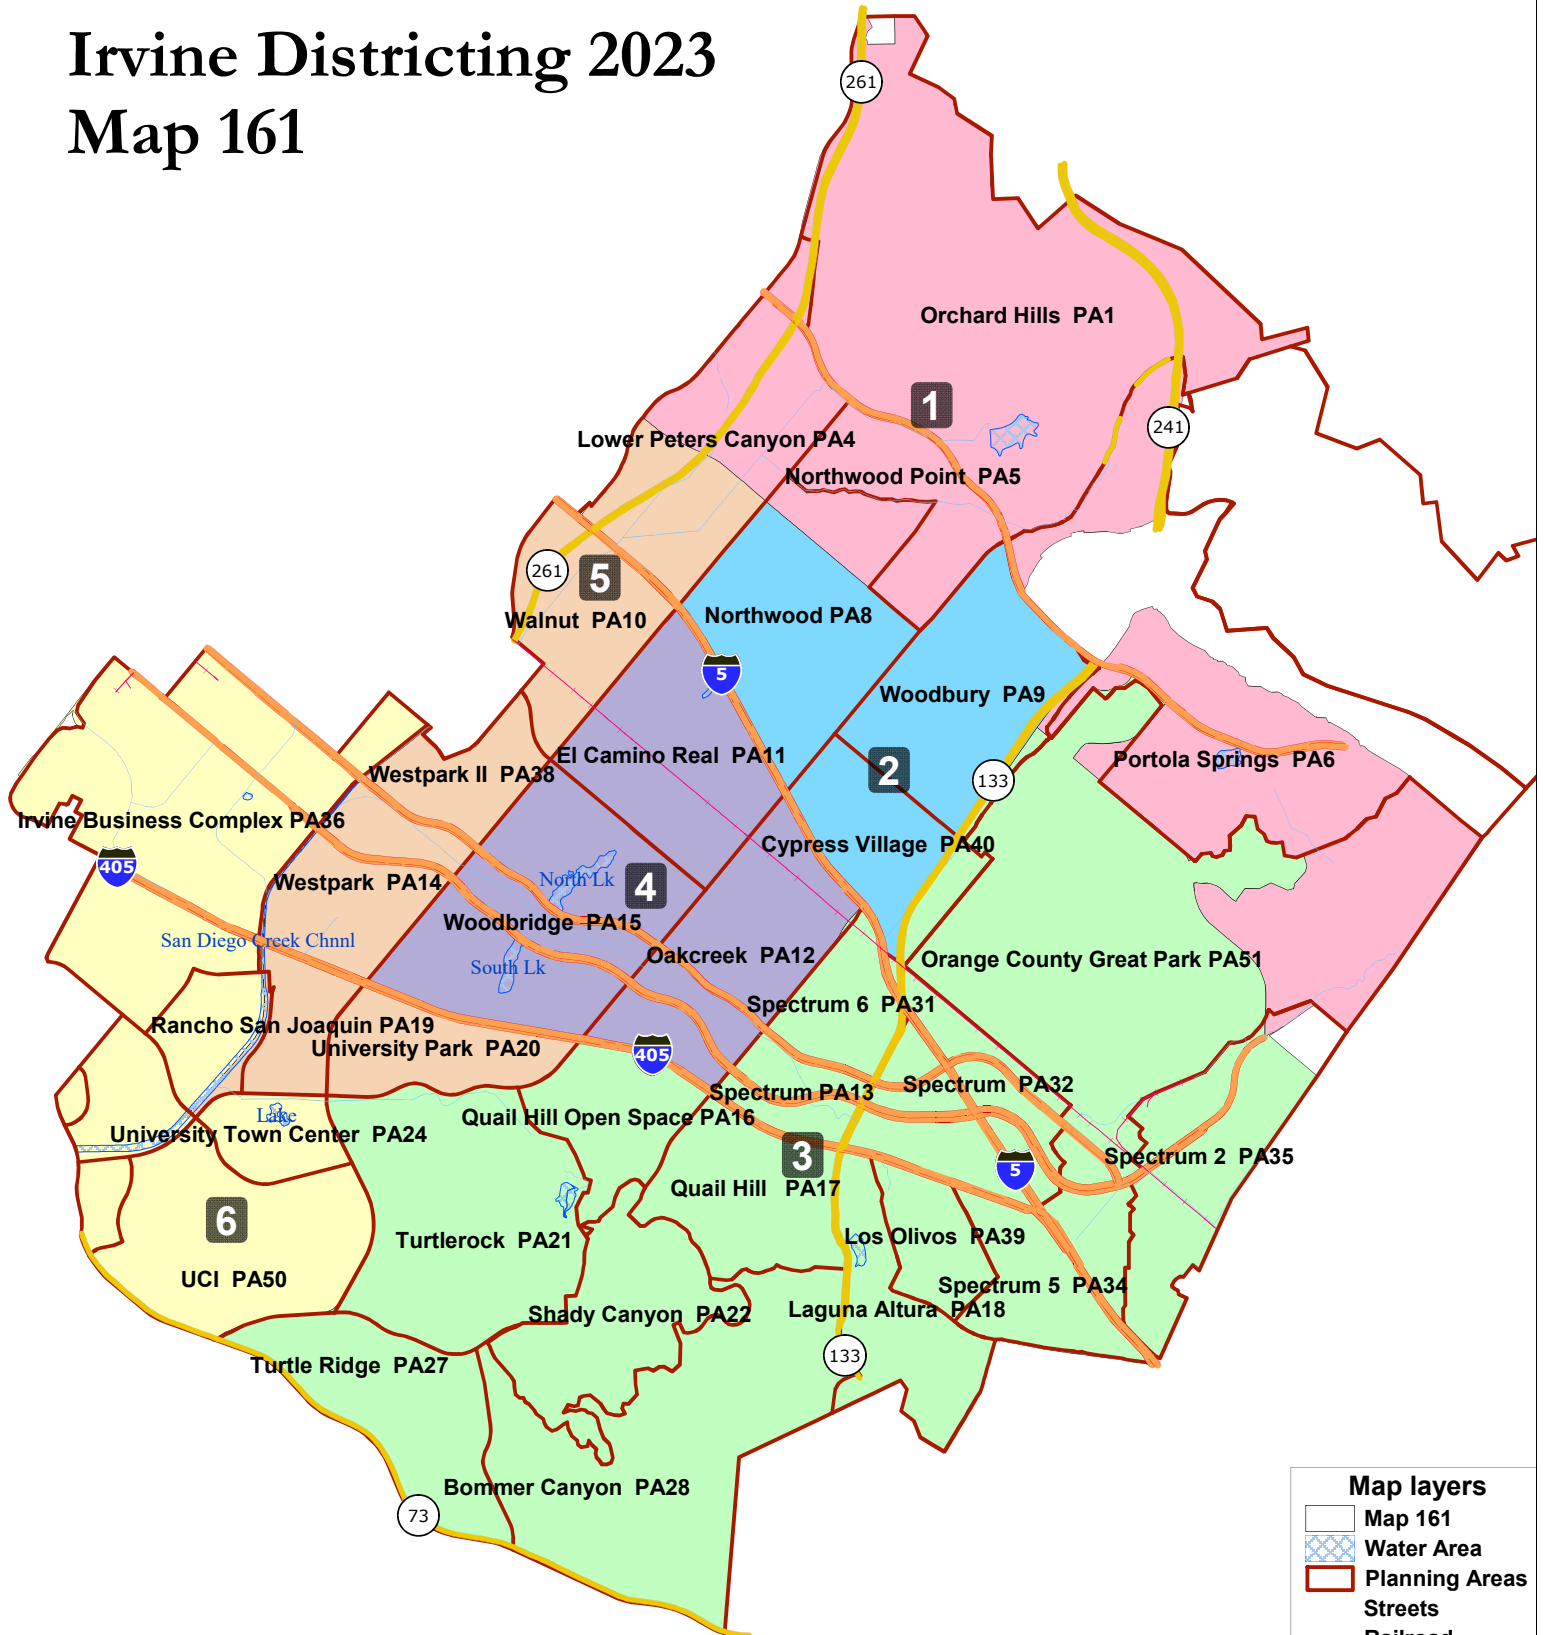 Irvine Districting 2023
Map 161
261
Orchard Hills PA1
1
241
Lower Peters Canyon PA4
Northwood Point PA5
261
5
Walnut PA10
Northwood PA8
5
Woodbury PA9
El Camino Real PA11
2
133
Portola Springs PA6
Westpark II PA38
Irvine Business Complex PA36
Cypress Village PA40
405
Westpark PA14
North Lk
4
Woodbridge PA15
San Diego Creek Chnnl
South Lk
Oakcreek PA12
Orange County Great Park PA51
Spectrum 6 PA31
Rancho San Joaquin PA19
University Park PA20
405
Spectrum PA13
Spectrum PA32
Lake
Quail Hill Open Space PA16
University Town Center PA24
3
Spectrum 2 PA35
5
Quail Hill PA17
6
Turtlerock PA21
Los Olivos PA39
UCI PA50
Spectrum 5 PA34
Shady Canyon PA22
Laguna Altura PA18
133
Turtle Ridge PA27
Bommer Canyon PA28
73
Map layers
Map 161
Water Area
Planning Areas
Streets
Railroad